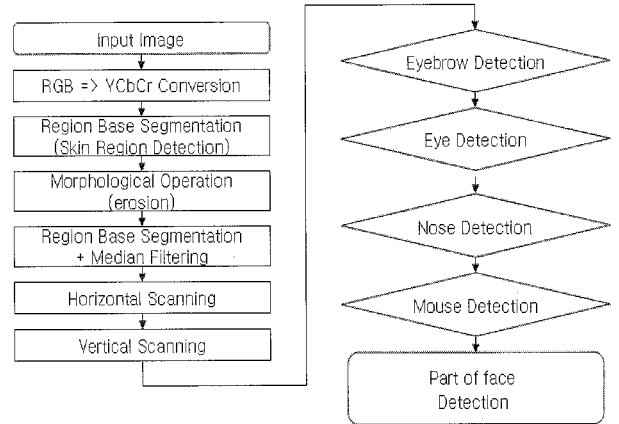 Input Image
RGB => YCbCr Conversion
Region Base Segmentation
(Skin Region Detection)
Morphological Operation
(erosion)
Region Base Segmentation
+ Median Filtering
Horizontal Scanning
Vertical Scanning
Eyebrow Detection
Eye Detection
Nose Detection
Mouse Detection
Part of face
Detection